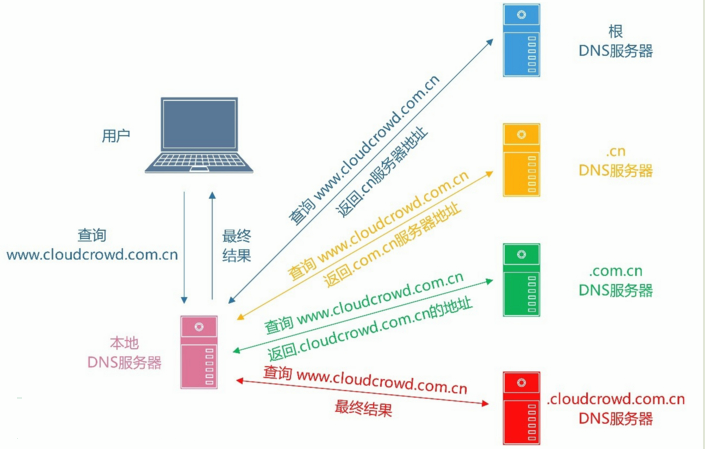 根
DNS服务器
用户
查询 www.cloudcrowd.com.cn
返回.cn服务器地址
.cn
DNS服务器
查询
www.cloudcrowd.com.cn
最终
结果
查询 www.cloudcrowd.com.cn
返回.com.cn服务器地址
.com.cn
DNS服务器
查询 www.cloudcrowd.com.cn
返回.cloudcrowd.com.cn的地址
本地
DNS服务器
查询 www.cloudcrowd.com.cn
最终结果
.cloudcrowd.com.cn
DNS服务器